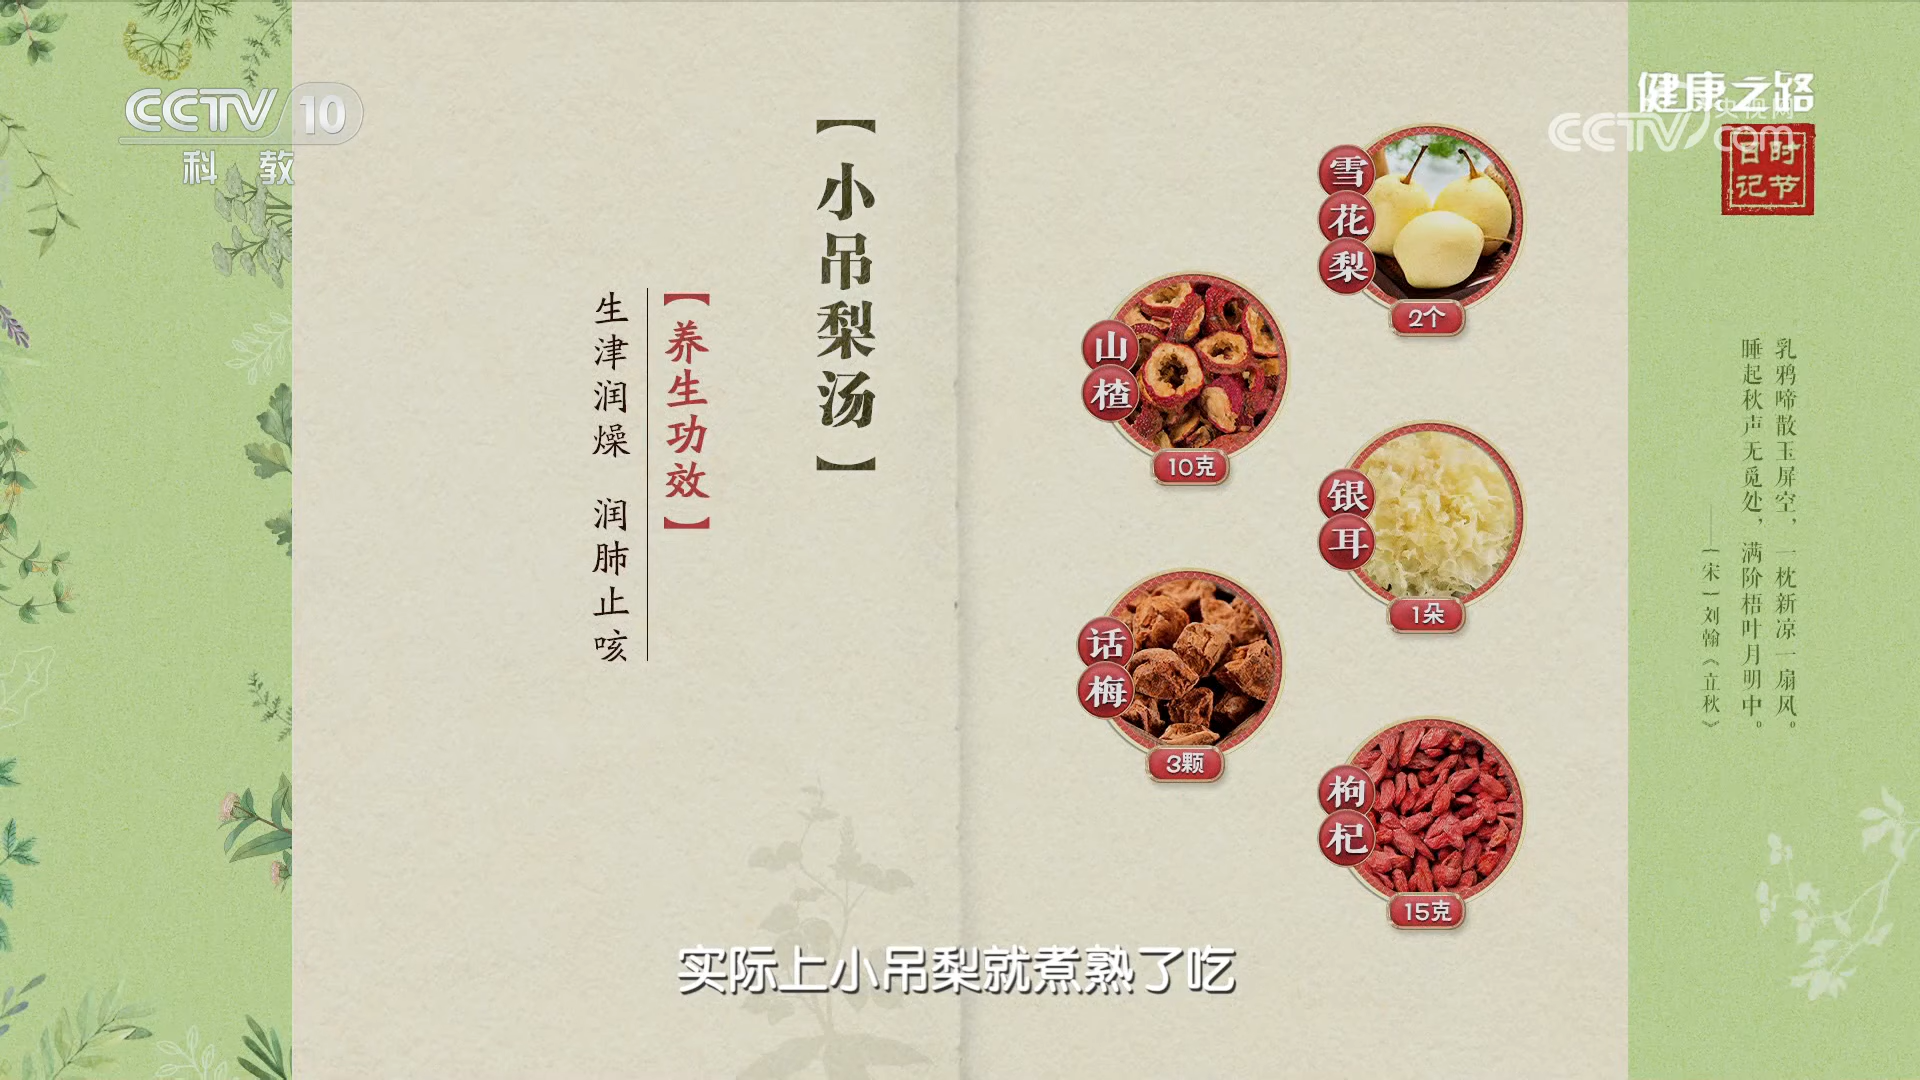 CCTV 10
科 教
健康之路
央视网
CCTV.com
时节
日记
【小吊梨汤】
【养生功效】
生津润燥 润肺止咳
雪花梨
2个
山楂
10克
银耳
1朵
话梅
3颗
枸杞
15克
乳鸦啼散玉屏空，一枕新凉一扇风。
睡起秋声无觅处，满阶梧叶月明中。
——［宋］刘翰《立秋》
实际上小吊梨就煮熟了吃